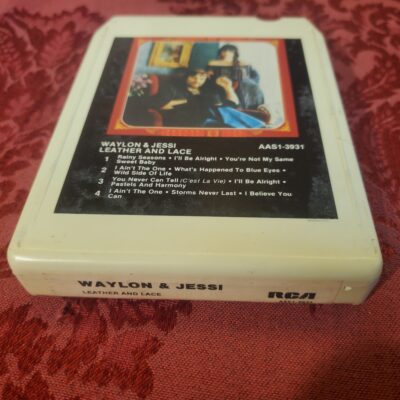 WAYLON & JESSI
LEATHER AND LACE
AAS1-3931
1 Rainy Seasons • I'll Be Alright • You're Not My Same
Sweet Baby
2 I Ain't The One • What's Happened To Blue Eyes •
Wild Side Of Life
3 You Never Can Tell (C'est La Vie) • I'll Be Alright •
Pastels And Harmony
4 I Ain't The One • Storms Never Last • I Believe You
Can
WAYLON & JESSI
LEATHER AND LACE
RCA